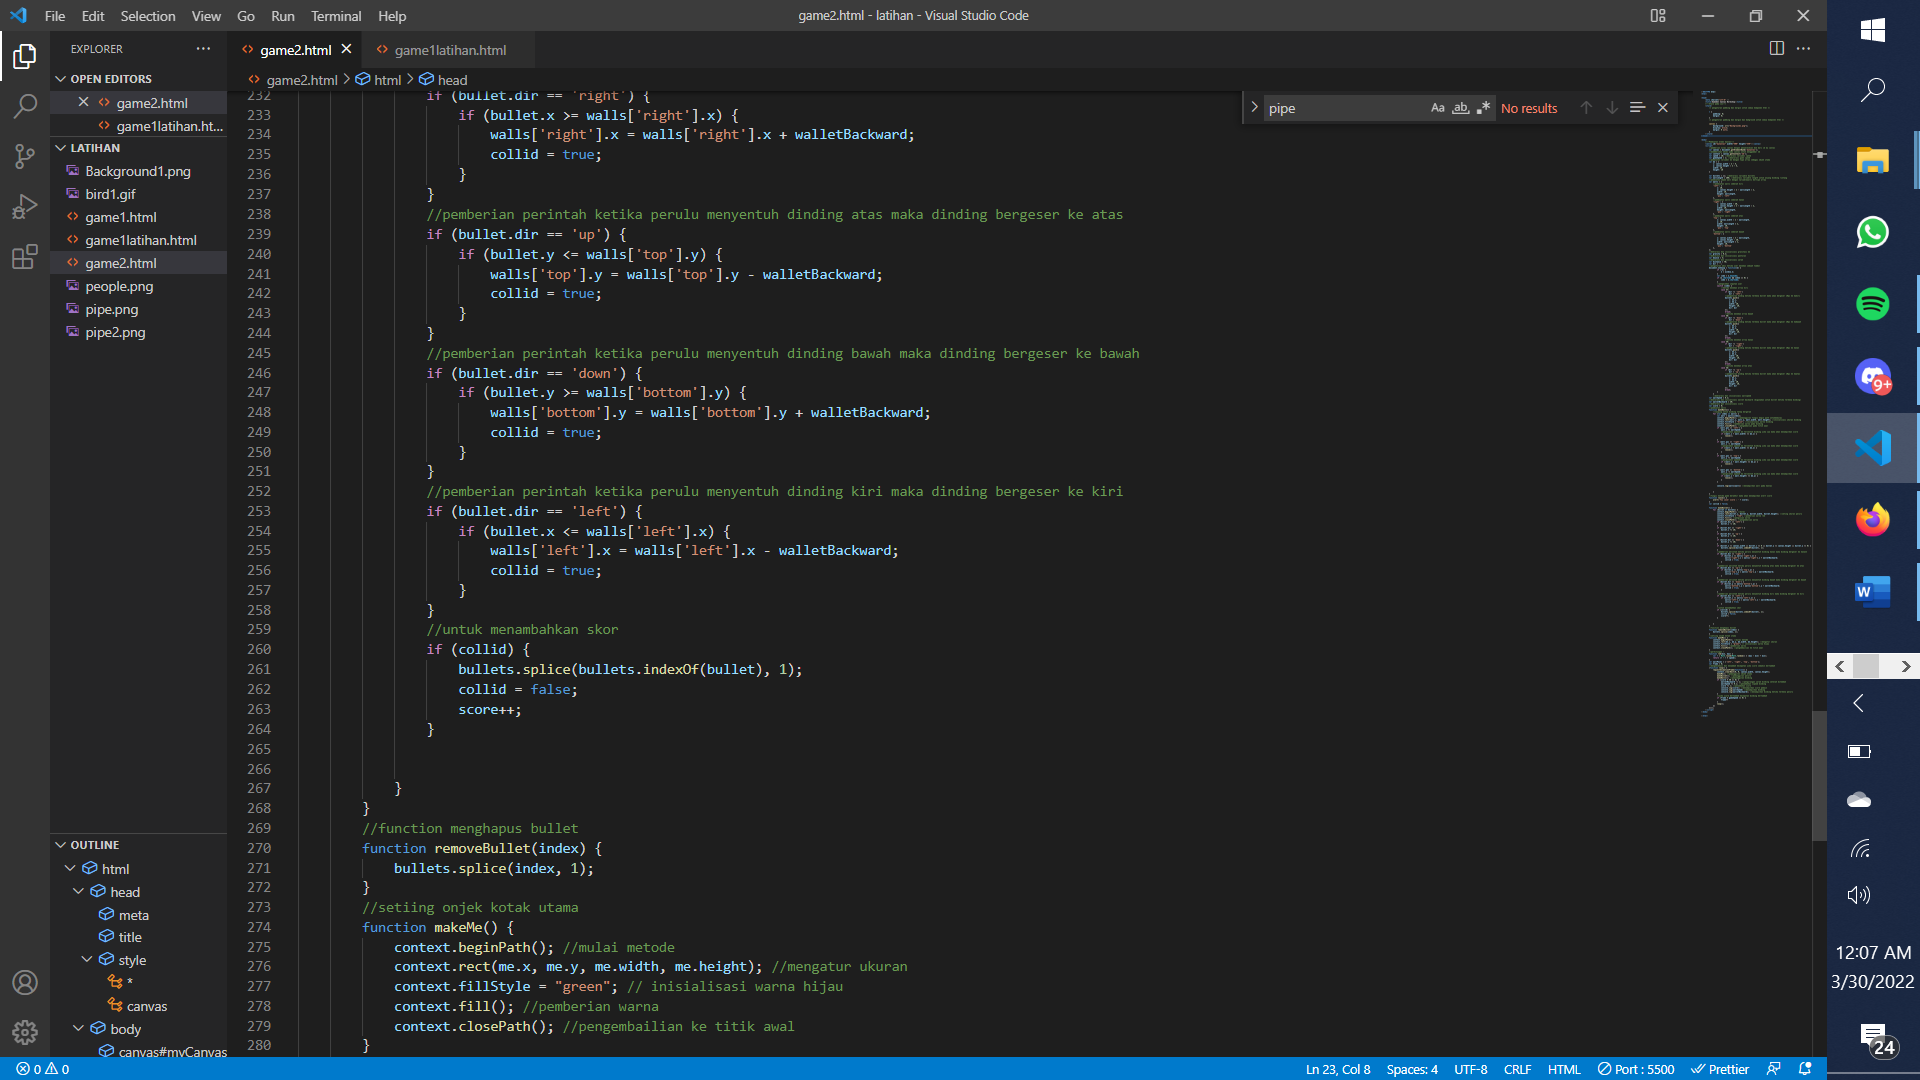 File Edit Selection View Go Run Terminal Help
game2.html - latihan - Visual Studio Code
EXPLORER
OPEN EDITORS
game2.html
game1latihan.ht...
LATIHAN
Background1.png
bird1.gif
game1.html
game1latihan.html
game2.html
people.png
pipe.png
pipe2.png
OUTLINE
html
head
meta
title
style
*
canvas
body
canvas#myCanvas
game2.html game1latihan.html
game2.html > html > head
pipe
Aa ab No results
232 if (bullet.dir == 'right') {
233 if (bullet.x >= walls['right'].x) {
234 walls['right'].x = walls['right'].x + walletBackward;
235 collid = true;
236 }
237 }
238 //pemberian perintah ketika perulu menyentuh dinding atas maka dinding bergeser ke atas
239 if (bullet.dir == 'up') {
240 if (bullet.y <= walls['top'].y) {
241 walls['top'].y = walls['top'].y - walletBackward;
242 collid = true;
243 }
244 }
245 //pemberian perintah ketika perulu menyentuh dinding bawah maka dinding bergeser ke bawah
246 if (bullet.dir == 'down') {
247 if (bullet.y >= walls['bottom'].y) {
248 walls['bottom'].y = walls['bottom'].y + walletBackward;
249 collid = true;
250 }
251 }
252 //pemberian perintah ketika perulu menyentuh dinding kiri maka dinding bergeser ke kiri
253 if (bullet.dir == 'left') {
254 if (bullet.x <= walls['left'].x) {
255 walls['left'].x = walls['left'].x - walletBackward;
256 collid = true;
257 }
258 }
259 //untuk menambahkan skor
260 if (collid) {
261 bullets.splice(bullets.indexOf(bullet), 1);
262 collid = false;
263 score++;
264 }
265
266
267 }
268 }
269 //function menghapus bullet
270 function removeBullet(index) {
271 bullets.splice(index, 1);
272 }
273 //setiing onjek kotak utama
274 function makeMe() {
275 context.beginPath(); //mulai metode
276 context.rect(me.x, me.y, me.width, me.height); //mengatur ukuran
277 context.fillStyle = "green"; // inisialisasi warna hijau
278 context.fill(); //pemberian warna
279 context.closePath(); //pengembailian ke titik awal
280 }
0 0
Ln 23, Col 8 Spaces: 4 UTF-8 CRLF HTML Port : 5500 Prettier
9+
W
12:07 AM
3/30/2022
24